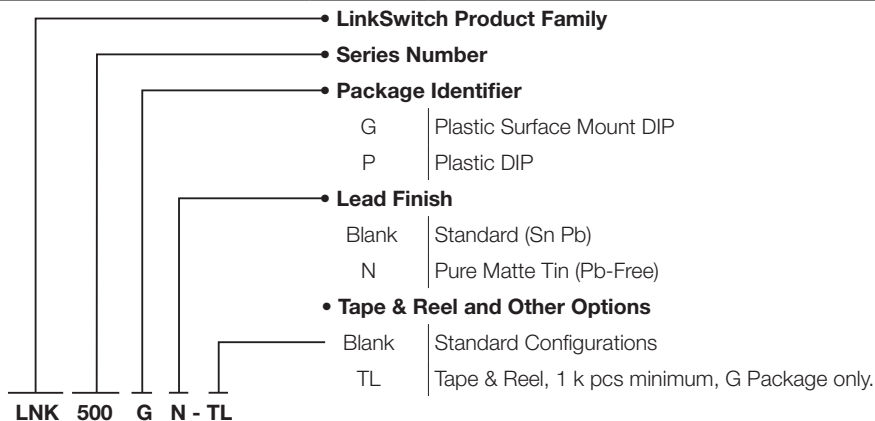 • LinkSwitch Product Family
• Series Number
• Package Identifier
G Plastic Surface Mount DIP
P Plastic DIP
• Lead Finish
Blank Standard (Sn Pb)
N Pure Matte Tin (Pb-Free)
• Tape & Reel and Other Options
Blank Standard Configurations
TL Tape & Reel, 1 k pcs minimum, G Package only.
LNK 500 G N - TL